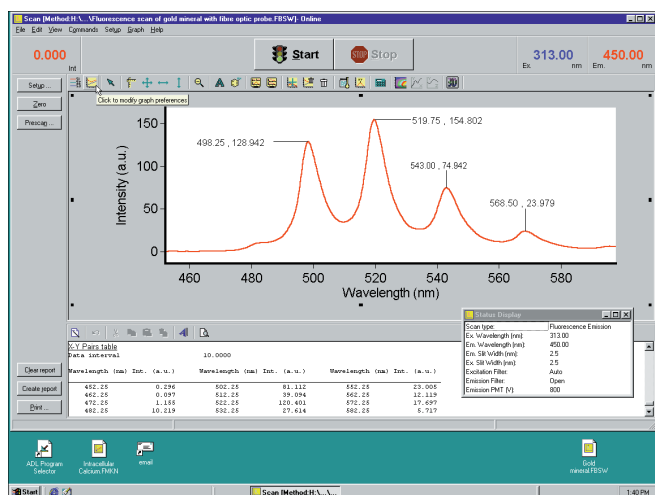 Scan [Method:H:\...\Fluorescence scan of gold mineral with fibre optic probe.FBSW]- Online
File Edit View Commands Setup Graph Help
0.000 Int
Start
Stop
313.00 Ex. nm
450.00 Em. nm
Setup ...
Zero
Prescan ...
Click to modify graph preferences
519.75 , 154.802
498.25 , 128.942
543.00 , 74.942
568.50 , 23.979
Intensity (a.u.)
150
100
50
0
460 480 500 520 540 560 580
Wavelength (nm)
Status Display
Scan type: Fluorescence Emission
Ex. Wavelength (nm): 313.00
Em. Wavelength (nm): 450.00
Em. Slit Width (nm): 2.5
Ex. Slit Width (nm): 2.5
Excitation Filter: Auto
Emission Filter: Open
Emission PMT (V): 800
X-Y Pairs table
Data interval 10.0000
Wavelength (nm) Int. (a.u.) Wavelength (nm) Int. (a.u.) Wavelength (nm) Int. (a.u.)
452.25 0.296 502.25 81.112 552.25 23.005
462.25 0.097 512.25 39.094 562.25 12.119
472.25 1.155 522.25 120.401 572.25 17.697
482.25 10.219 532.25 27.614 582.25 5.717
Clear report
Create report
Print ...
ADL Program Selector
Intracellular Calcium.FMKN
email
Gold mineral.FBSW
Start
Scan [Method:H:\...\...
1:40 PM